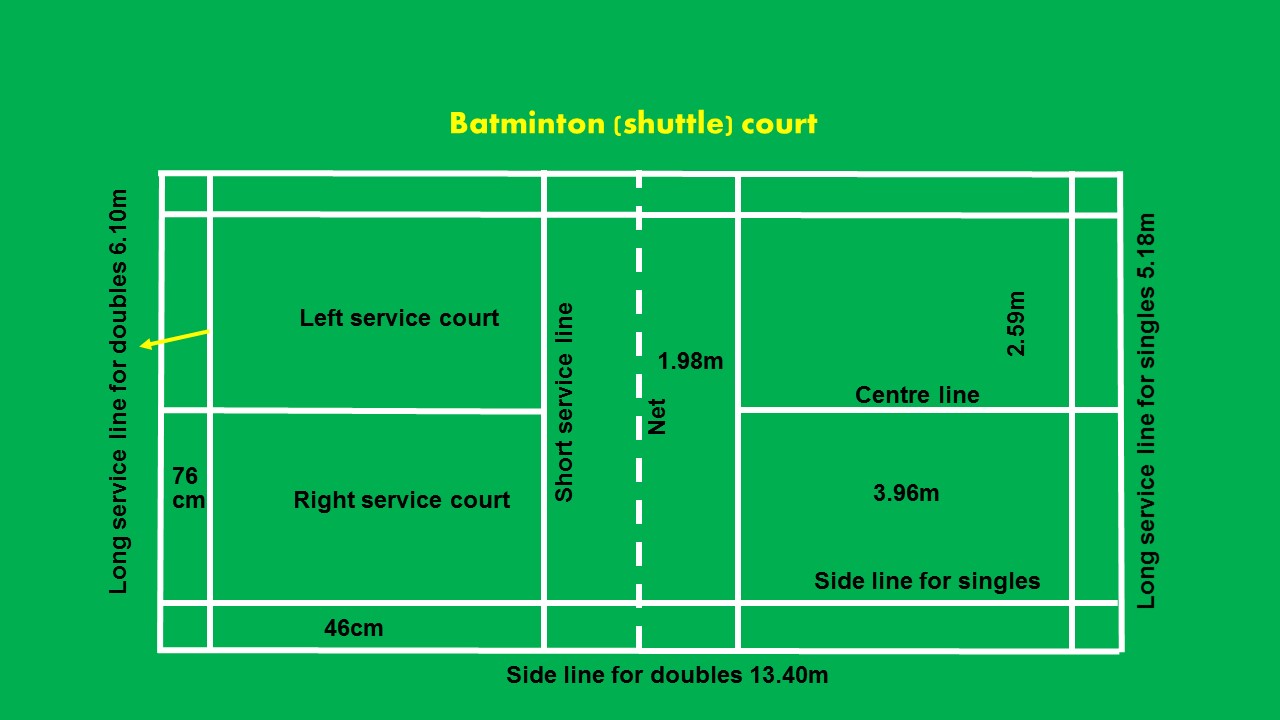 Batminton (shuttle) court
Long service line for doubles 6.10m
Left service court
Short service line
1.98m
Net
2.59m
Centre line
Long service line for singles 5.18m
76
cm
Right service court
3.96m
Side line for singles
46cm
Side line for doubles 13.40m